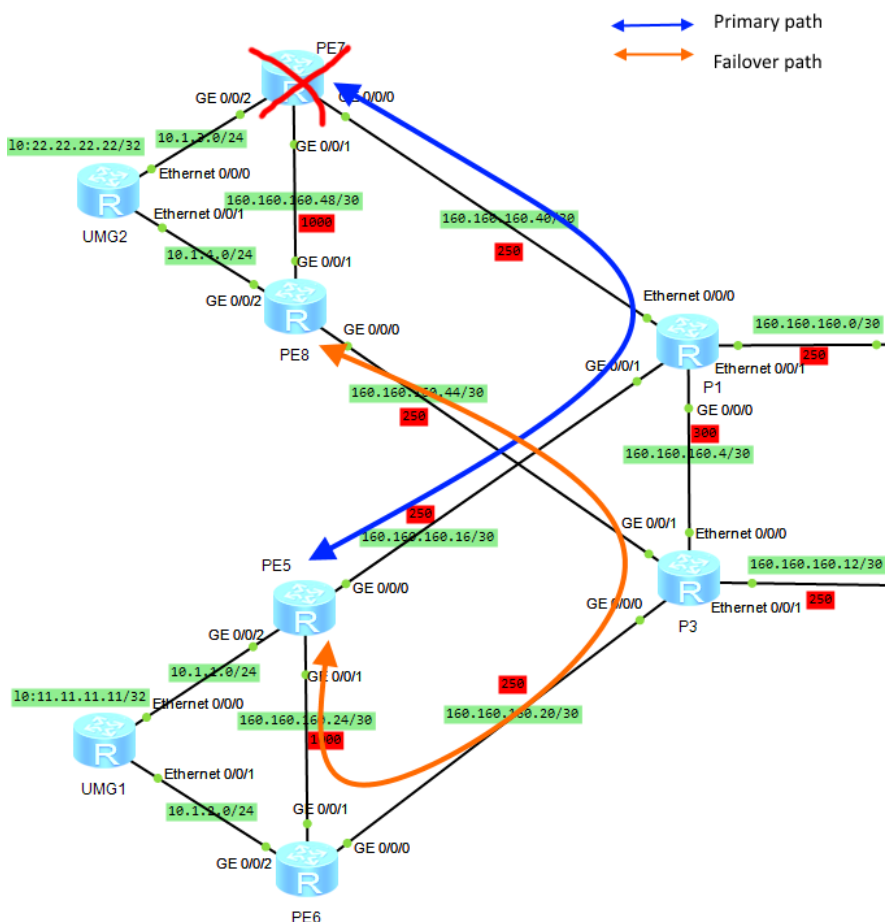 Primary path
Failover path
PE7
R
GE 0/0/2
GE 0/0/0
10.1.3.0/24
l0:22.22.22.22/32
GE 0/0/1
Ethernet 0/0/0
160.160.160.48/30
1000
R
UMG2
Ethernet 0/0/1
160.160.160.40/30
250
10.1.4.0/24
GE 0/0/1
GE 0/0/2
R
PE8
GE 0/0/0
Ethernet 0/0/0
160.160.160.0/30
250
R
Ethernet 0/0/1
P1
GE 0/0/1
160.160.160.44/30
250
GE 0/0/0
300
160.160.160.4/30
250
160.160.160.16/30
GE 0/0/1
Ethernet 0/0/0
160.160.160.12/30
250
R
Ethernet 0/0/1
P3
GE 0/0/0
PE5
R
GE 0/0/0
GE 0/0/2
10.1.1.0/24
GE 0/0/1
l0:11.11.11.11/32
Ethernet 0/0/0
160.160.160.24/30
1000
250
160.160.160.20/30
R
UMG1
Ethernet 0/0/1
10.1.2.0/24
GE 0/0/1
GE 0/0/2
GE 0/0/0
R
PE6